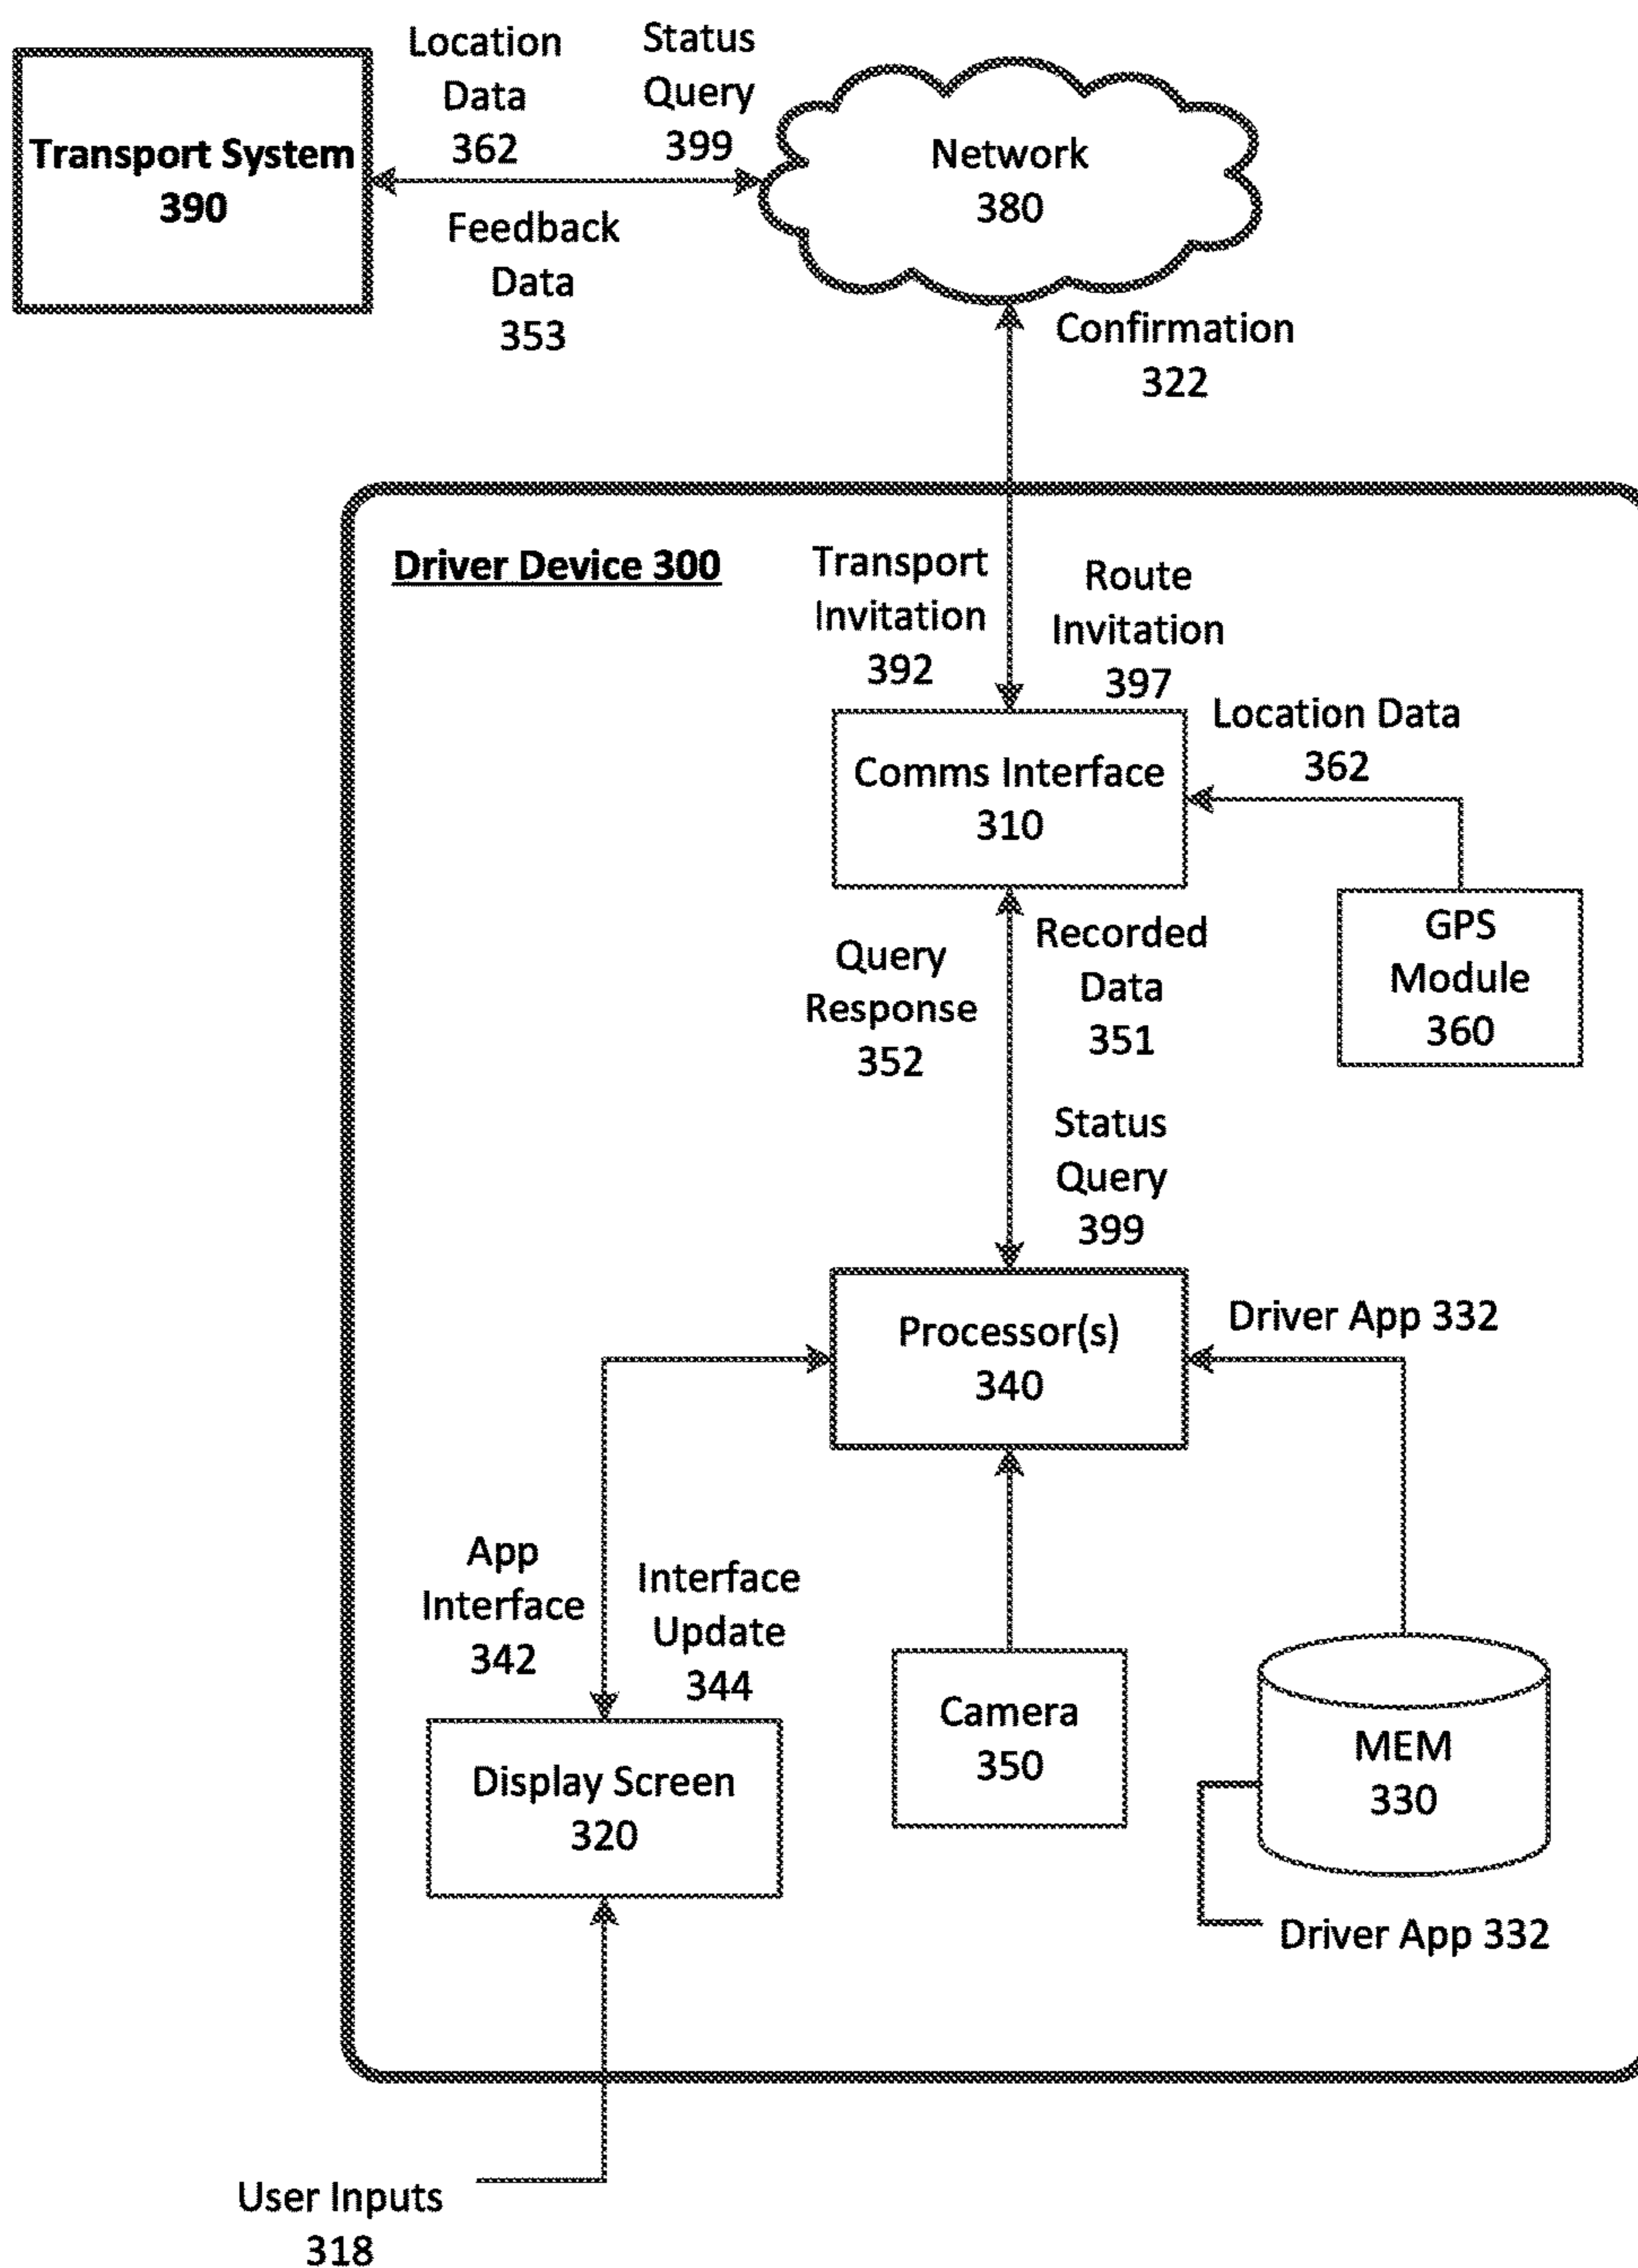 Location
Data
362
Status
Query
399
Transport System
390
Network
380
Feedback
Data
353
Confirmation
322
Driver Device 300
Transport
Invitation
392
Route
Invitation
397
Location Data
362
Comms Interface
310
GPS
Module
360
Query
Response
352
Recorded
Data
351
Status
Query
399
Processor(s)
340
Driver App 332
App
Interface
342
Interface
Update
344
Camera
350
MEM
330
Display Screen
320
Driver App 332
User Inputs
318